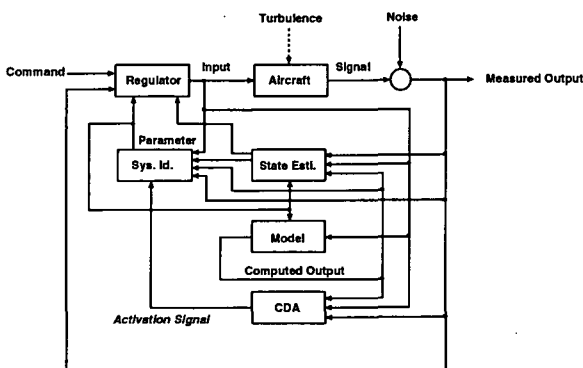 Turbulence
Noise
Command
Regulator
Input
Aircraft
Signal
Measured Output
Parameter
Sys. Id.
State Esti.
Model
Computed Output
CDA
Activation Signal